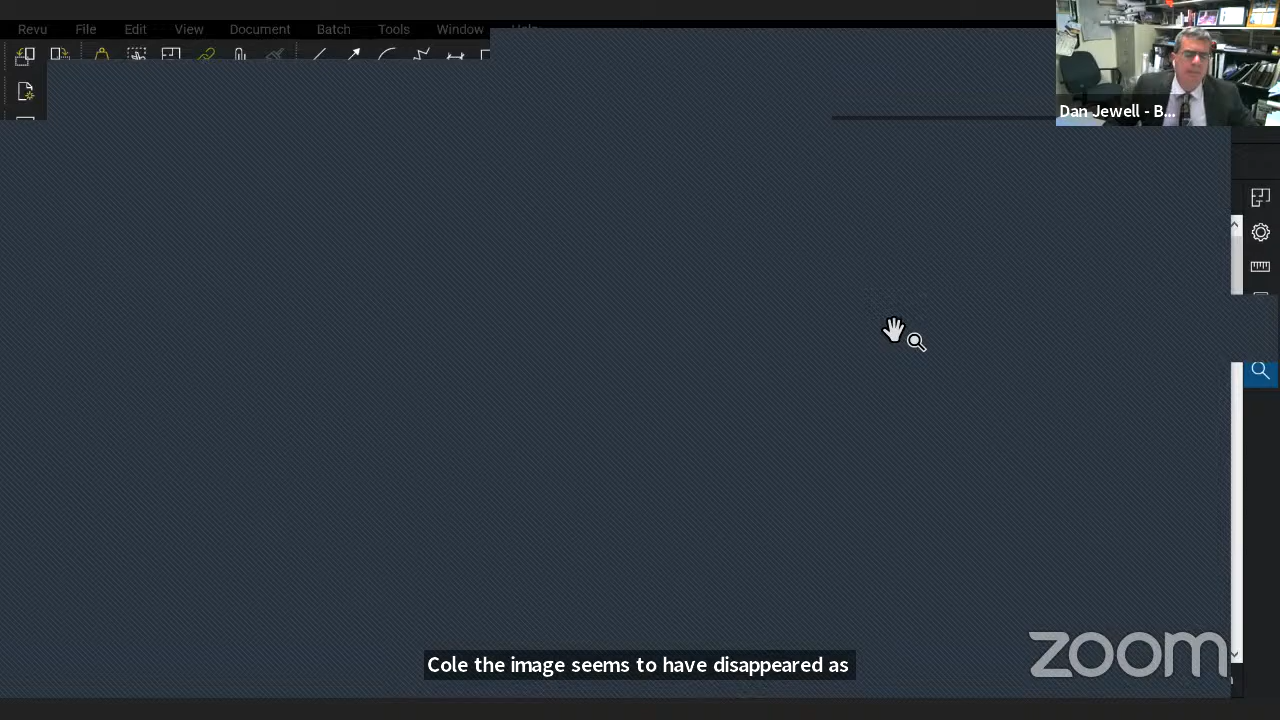 Revu File Edit View Document Batch Tools Window Help
Dan Jewell - B...
Cole the image seems to have disappeared as
zoom